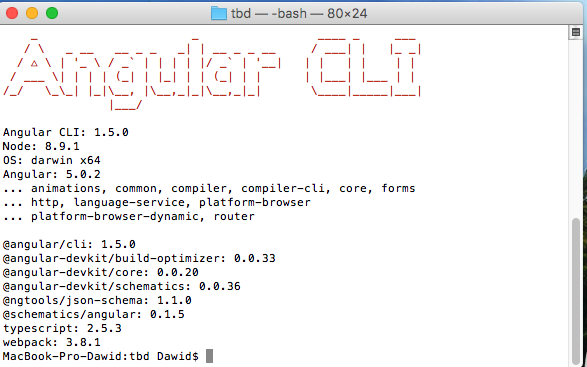 tbd — -bash — 80×24
Angular CLI
Angular CLI: 1.5.0
Node: 8.9.1
OS: darwin x64
Angular: 5.0.2
... animations, common, compiler, compiler-cli, core, forms
... http, language-service, platform-browser
... platform-browser-dynamic, router
@angular/cli: 1.5.0
@angular-devkit/build-optimizer: 0.0.33
@angular-devkit/core: 0.0.20
@angular-devkit/schematics: 0.0.36
@ngtools/json-schema: 1.1.0
@schematics/angular: 0.1.5
typescript: 2.5.3
webpack: 3.8.1
MacBook-Pro-Dawid:tbd Dawid$